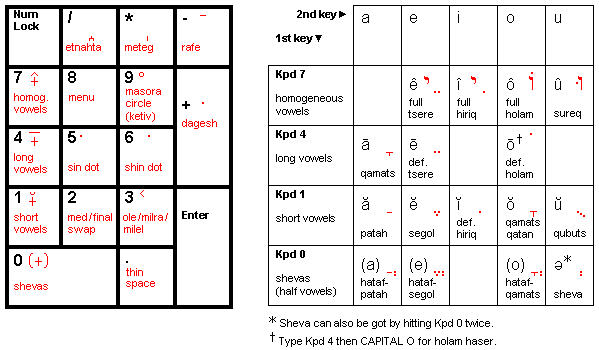 Num Lock
/
etnahta
*
meteg
-
rafe
7
homog. vowels
8
menu
9
masora circle (ketiv)
+
dagesh
4
long vowels
5
sin dot
6
shin dot
1
short vowels
2
med/final swap
3 <
ole/milra/milel
Enter
0 (+)
shevas
.
thin space
2nd key ►
1st key ▼
a e i o u
Kpd 7
homogeneous vowels
ê
full tsere
î
full hiriq
ô
full holam
û
sureq
Kpd 4
long vowels
ā
qamats
ē
def. tsere
ō†
def. holam
Kpd 1
short vowels
ă
patah
ĕ
segol
ĭ
def. hiriq
ŏ
qamats qatan
ŭ
qubuts
Kpd 0
shevas (half vowels)
(a)
hataf-patah
(e)
hataf-segol
(o)
hataf-qamats
ə*
sheva
* Sheva can also be got by hitting Kpd 0 twice.
† Type Kpd 4 then CAPITAL O for holam haser.